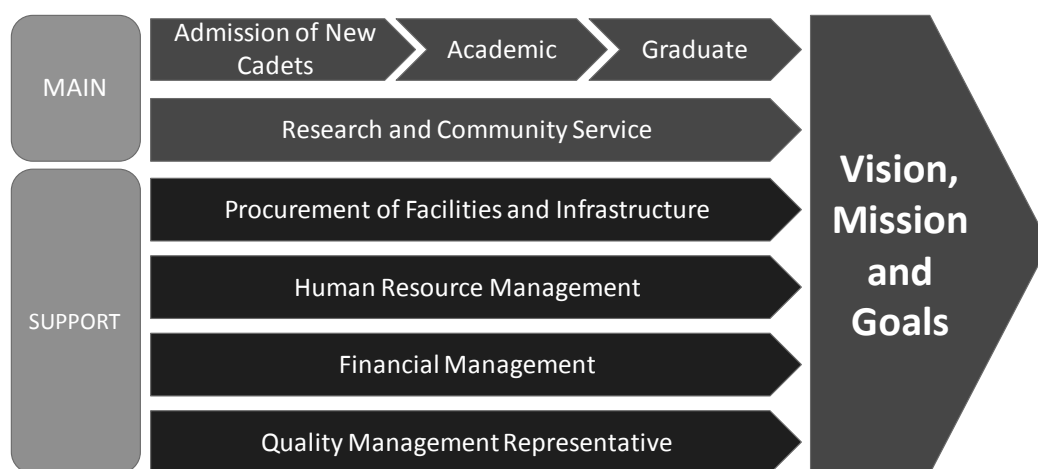 MAIN
Admission of New
Cadets
Academic
Graduate
Research and Community Service
SUPPORT
Procurement of Facilities and Infrastructure
Human Resource Management
Financial Management
Quality Management Representative
Vision,
Mission
and
Goals